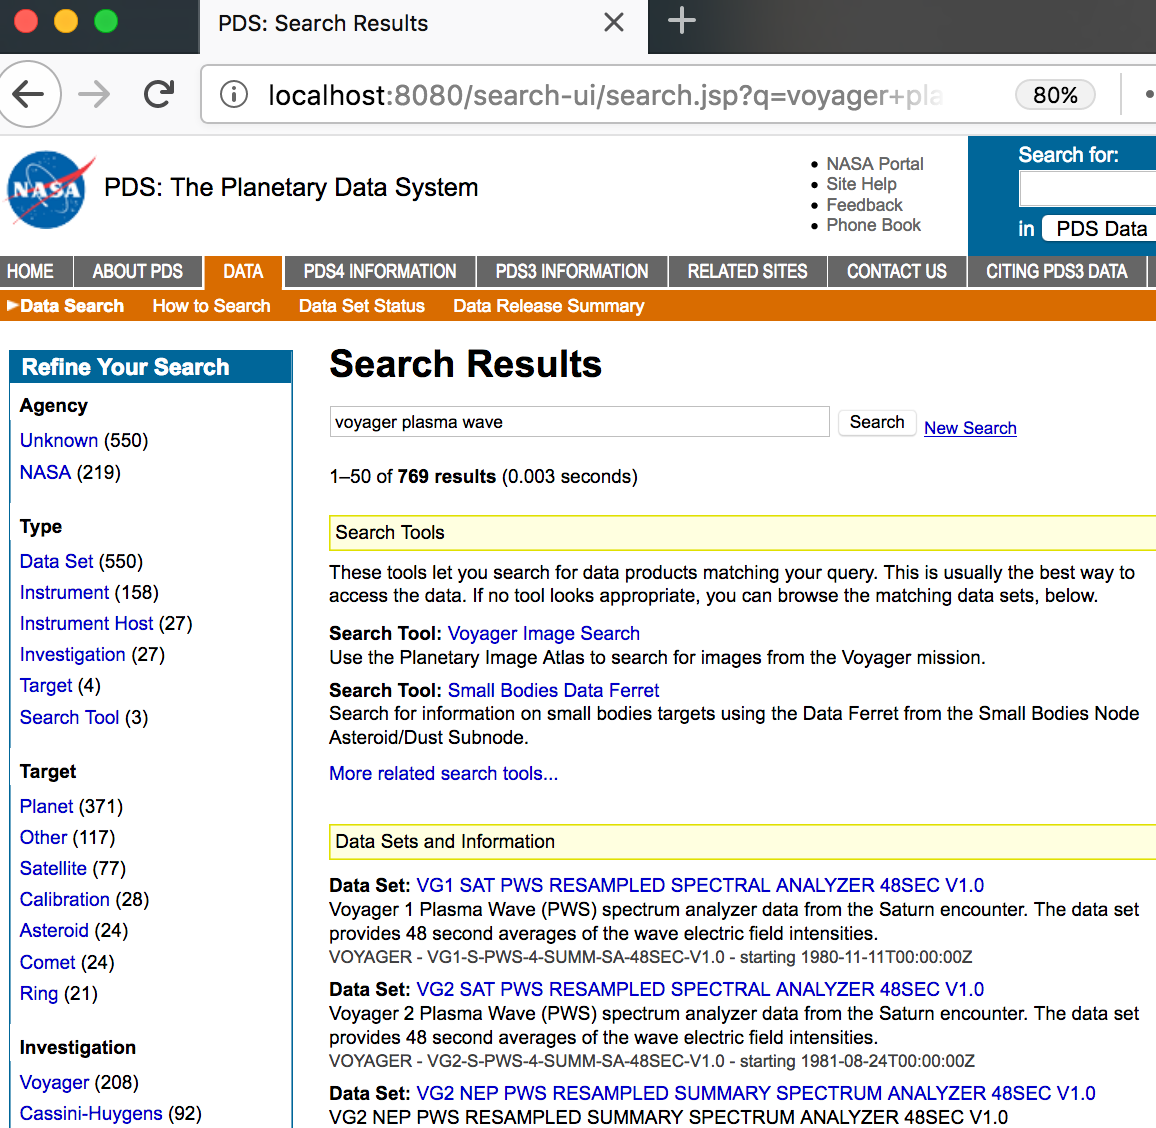 PDS: Search Results
localhost:8080/search-ui/search.jsp?q=voyager+pla
80%
NASA
PDS: The Planetary Data System
NASA Portal
Site Help
Feedback
Phone Book
Search for:
in PDS Data
HOME ABOUT PDS DATA PDS4 INFORMATION PDS3 INFORMATION RELATED SITES CONTACT US CITING PDS3 DATA
Data Search How to Search Data Set Status Data Release Summary
Refine Your Search
Agency
Unknown (550)
NASA (219)
Type
Data Set (550)
Instrument (158)
Instrument Host (27)
Investigation (27)
Target (4)
Search Tool (3)
Target
Planet (371)
Other (117)
Satellite (77)
Calibration (28)
Asteroid (24)
Comet (24)
Ring (21)
Investigation
Voyager (208)
Cassini-Huygens (92)
Search Results
voyager plasma wave Search New Search
1–50 of 769 results (0.003 seconds)
Search Tools
These tools let you search for data products matching your query. This is usually the best way to
access the data. If no tool looks appropriate, you can browse the matching data sets, below.
Search Tool: Voyager Image Search
Use the Planetary Image Atlas to search for images from the Voyager mission.
Search Tool: Small Bodies Data Ferret
Search for information on small bodies targets using the Data Ferret from the Small Bodies Node
Asteroid/Dust Subnode.
More related search tools...
Data Sets and Information
Data Set: VG1 SAT PWS RESAMPLED SPECTRAL ANALYZER 48SEC V1.0
Voyager 1 Plasma Wave (PWS) spectrum analyzer data from the Saturn encounter. The data set
provides 48 second averages of the wave electric field intensities.
VOYAGER - VG1-S-PWS-4-SUMM-SA-48SEC-V1.0 - starting 1980-11-11T00:00:00Z
Data Set: VG2 SAT PWS RESAMPLED SPECTRAL ANALYZER 48SEC V1.0
Voyager 2 Plasma Wave (PWS) spectrum analyzer data from the Saturn encounter. The data set
provides 48 second averages of the wave electric field intensities.
VOYAGER - VG2-S-PWS-4-SUMM-SA-48SEC-V1.0 - starting 1981-08-24T00:00:00Z
Data Set: VG2 NEP PWS RESAMPLED SUMMARY SPECTRUM ANALYZER 48SEC V1.0
VG2 NEP PWS RESAMPLED SUMMARY SPECTRUM ANALYZER 48SEC V1.0